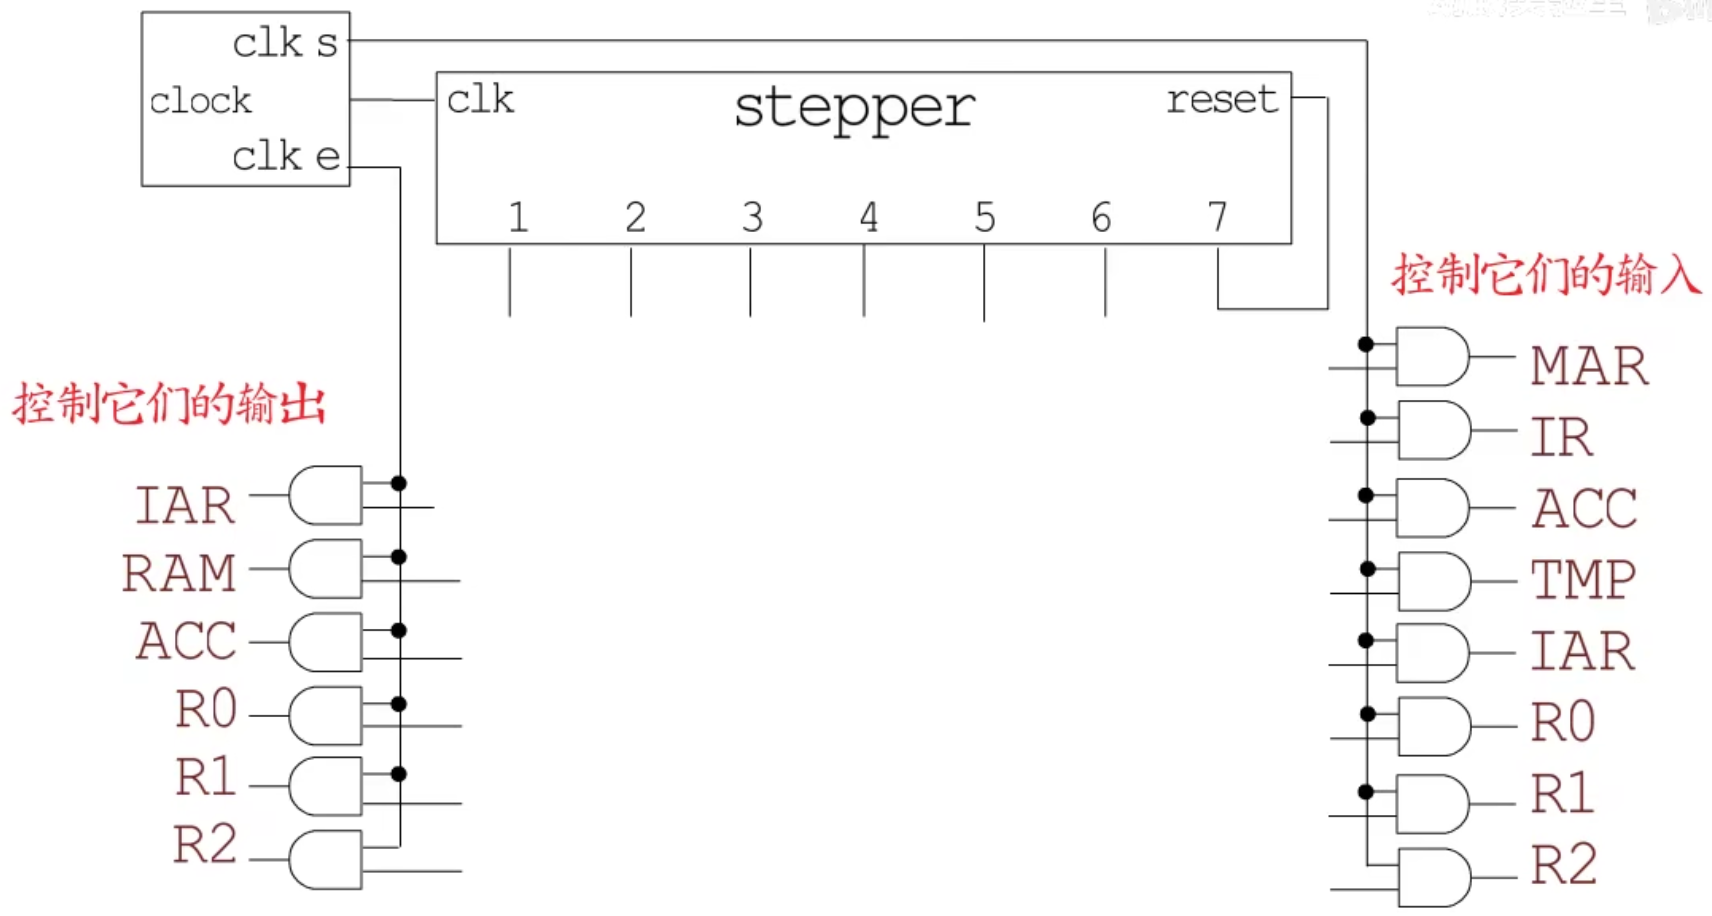 clk s
clock
clk e
clk stepper reset
1 2 3 4 5 6 7
控制它们的输入
控制它们的输出
IAR
RAM
ACC
R0
R1
R2
MAR
IR
ACC
TMP
IAR
R0
R1
R2